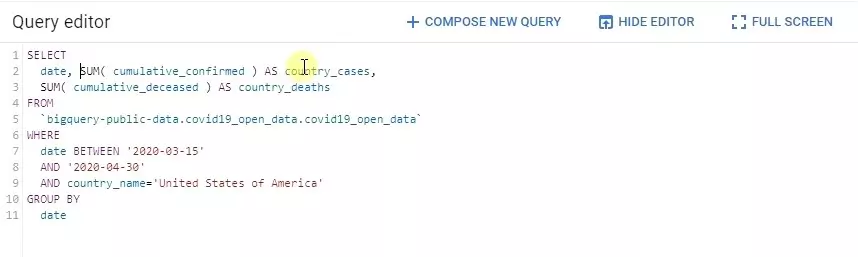 Query editor + COMPOSE NEW QUERY HIDE EDITOR FULL SCREEN
1 SELECT
2 date, SUM( cumulative_confirmed ) AS country_cases,
3 SUM( cumulative_deceased ) AS country_deaths
4 FROM
5 `bigquery-public-data.covid19_open_data.covid19_open_data`
6 WHERE
7 date BETWEEN '2020-03-15'
8 AND '2020-04-30'
9 AND country_name='United States of America'
10 GROUP BY
11 date